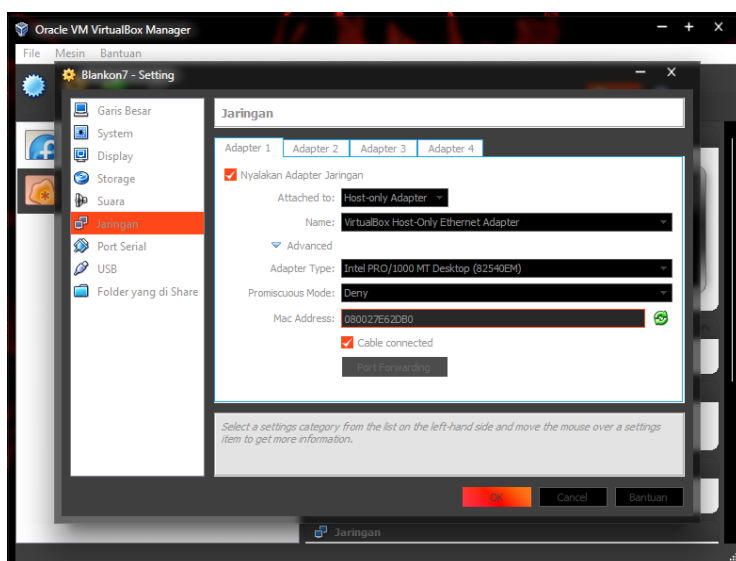 Oracle VM VirtualBox Manager
File Mesin Bantuan
Blankon7 - Setting
Garis Besar
System
Display
Storage
Suara
Jaringan
Port Serial
USB
Folder yang di Share
Jaringan
Adapter 1 Adapter 2 Adapter 3 Adapter 4
Nyalakan Adapter Jaringan
Attached to: Host-only Adapter
Name: VirtualBox Host-Only Ethernet Adapter
Advanced
Adapter Type: Intel PRO/1000 MT Desktop (82540EM)
Promiscuous Mode: Deny
Mac Address: 080027E62DB0
Cable connected
Port Forwarding
Select a settings category from the list on the left-hand side and move the mouse over a settings
item to get more information.
OK Cancel Bantuan
Jaringan